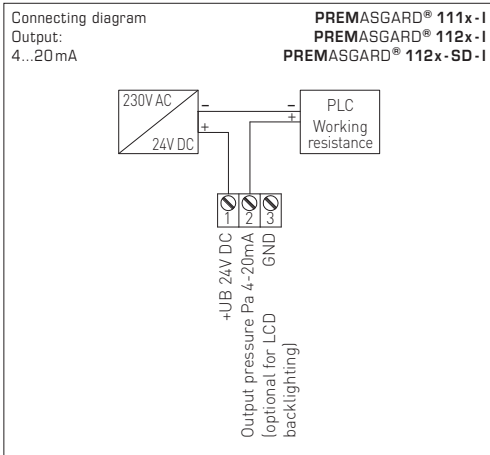 Connecting diagram
Output:
4...20 mA
PREMASGARD® 111x-I
PREMASGARD® 112x-I
PREMASGARD® 112x-SD-I
230V AC
24V DC
–
+
–
+
PLC
Working
resistance
1
2
3
+UB 24V DC
Output pressure Pa 4-20mA
GND
(optional for LCD
backlighting)